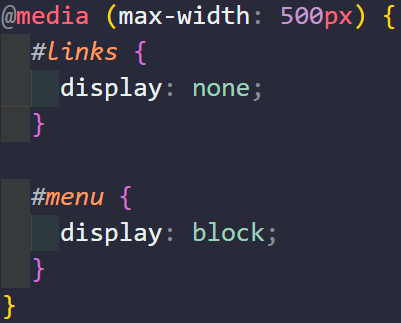 @media (max-width: 500px) {
  #links {
    display: none;
  }

  #menu {
    display: block;
  }
}